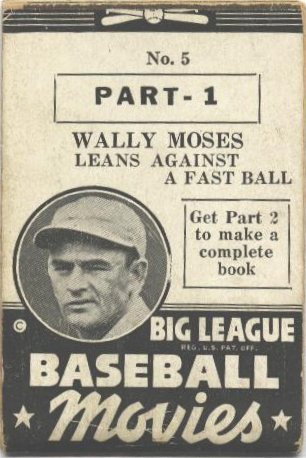 No. 5
PART-1
WALLY MOSES
LEANS AGAINST
A FAST BALL
Get Part 2
to make a
complete
book
©
BIG LEAGUE
REG. U.S. PAT. OFF.
BASEBALL
Movies